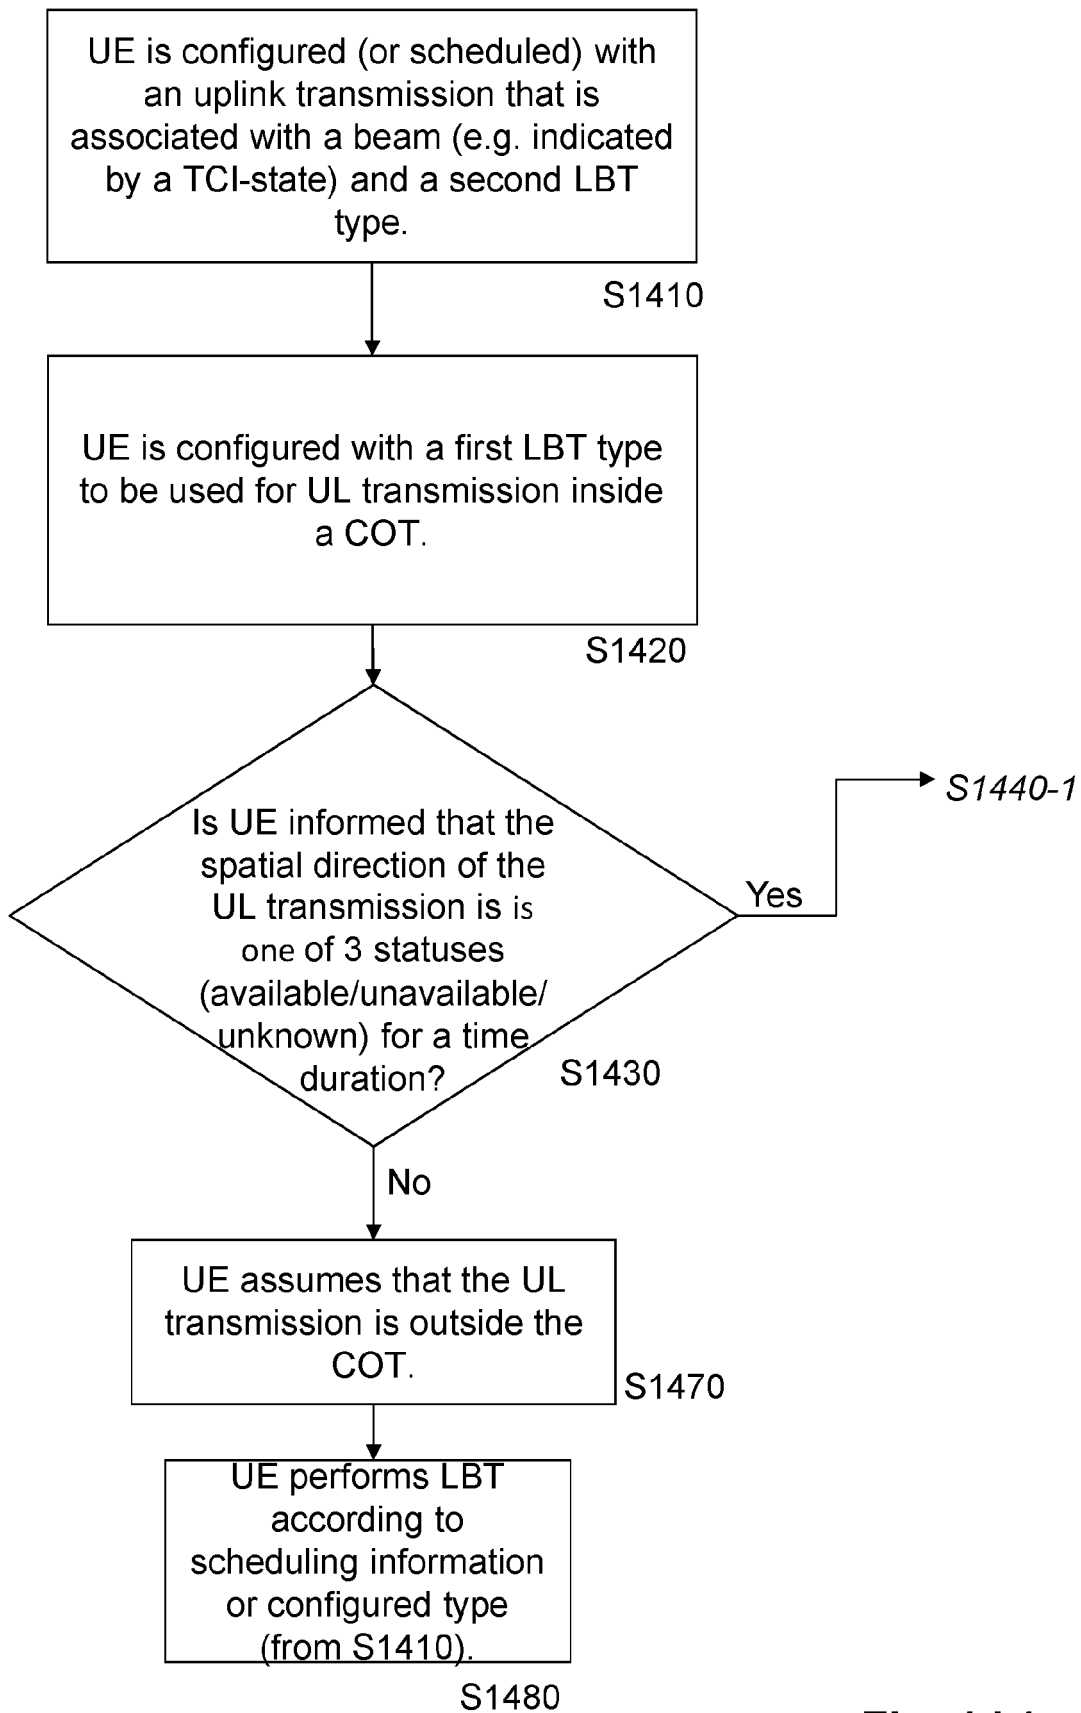 UE is configured (or scheduled) with
an uplink transmission that is
associated with a beam (e.g. indicated
by a TCI-state) and a second LBT
type.
S1410
UE is configured with a first LBT type
to be used for UL transmission inside
a COT.
S1420
S1440-1
Yes
Is UE informed that the
spatial direction of the
UL transmission is is
one of 3 statuses
(available/unavailable/
unknown) for a time
duration?
S1430
No
UE assumes that the UL
transmission is outside the
COT.
S1470
UE performs LBT
according to
scheduling information
or configured type
(from S1410).
S1480